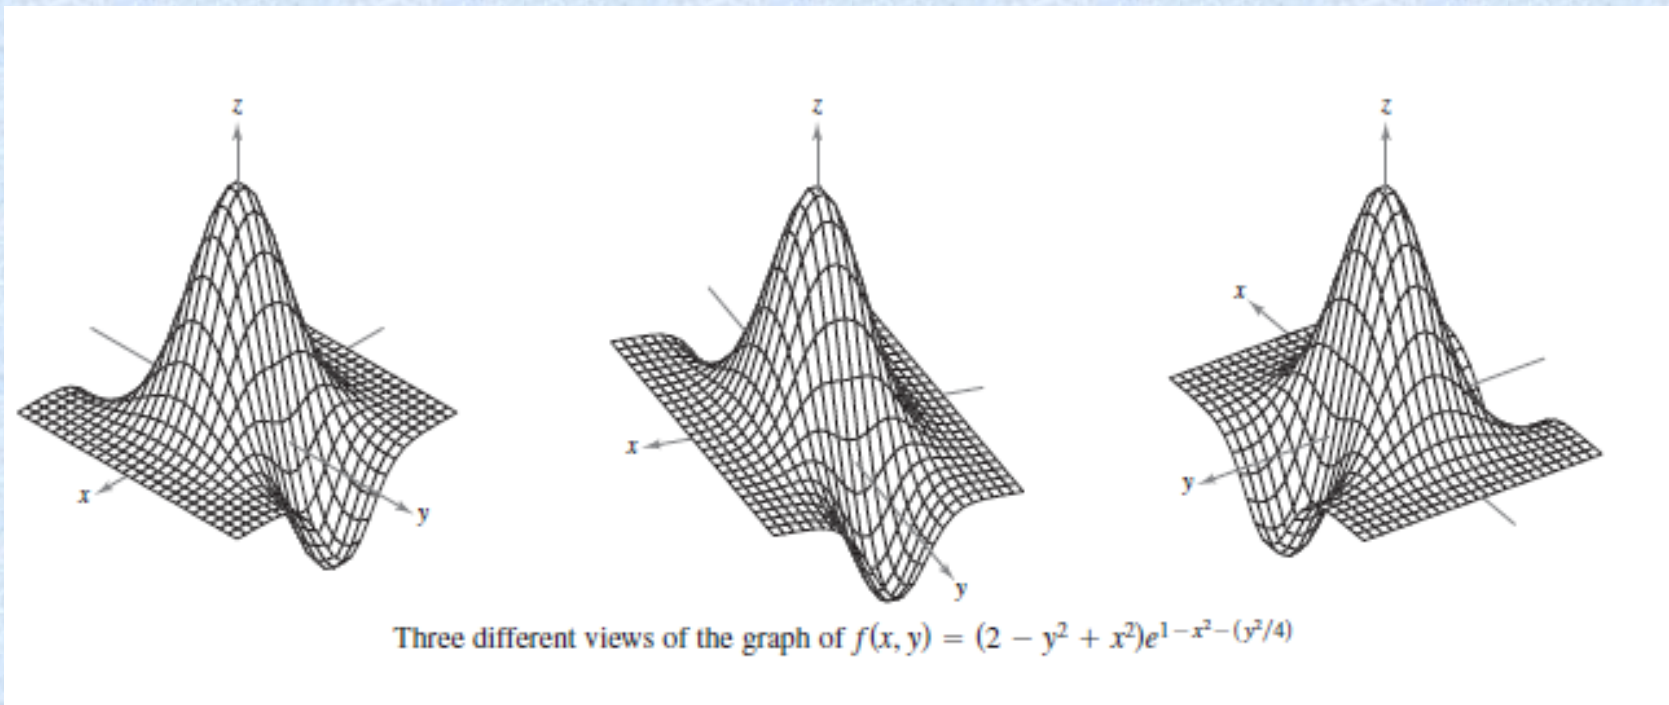 z z z
x
x
y
x
y
y
Three different views of the graph of f(x, y) = (2 − y² + x²)e^{1−x²−(y²/4)}